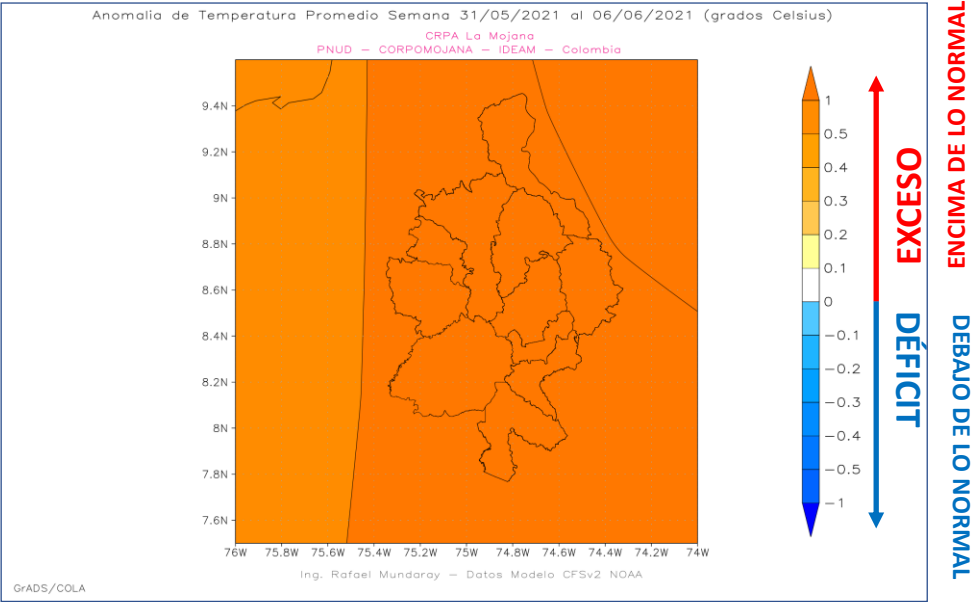 Anomalia de Temperatura Promedio Semana 31/05/2021 al 06/06/2021 (grados Celsius)
CRPA La Mojana
PNUD – CORPOMOJANA – IDEAM – Colombia
9.4N
9.2N
9N
8.8N
8.6N
8.4N
8.2N
8N
7.8N
7.6N
76W 75.8W 75.6W 75.4W 75.2W 75W 74.8W 74.6W 74.4W 74.2W 74W
1
0.5
0.4
0.3
0.2
0.1
0
−0.1
−0.2
−0.3
−0.4
−0.5
−1
EXCESO
DÉFICIT
ENCIMA DE LO NORMAL
DEBAJO DE LO NORMAL
Ing. Rafael Mundaray – Datos Modelo CFSv2 NOAA
GrADS/COLA